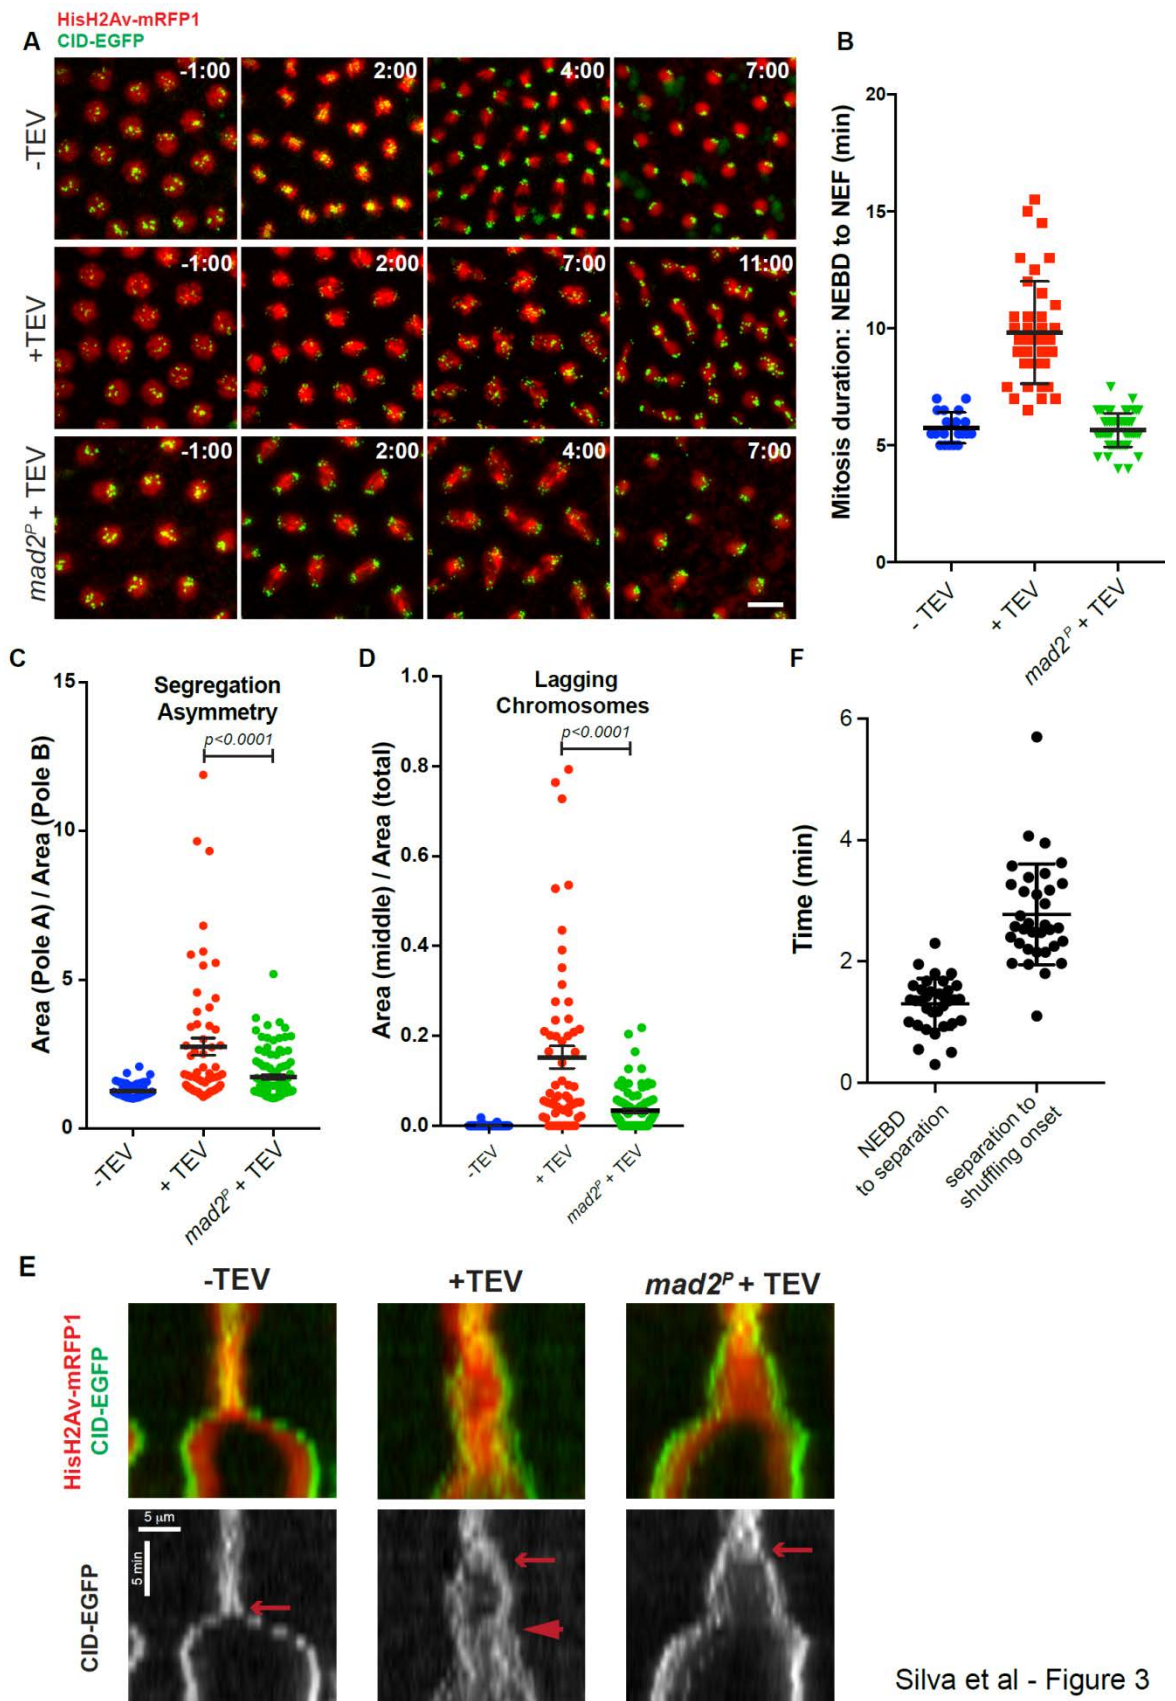 HisH2Av-mRFP1
CID-EGFP
A
-TEV
-1:00
2:00
4:00
7:00
+TEV
-1:00
2:00
7:00
11:00
mad2P + TEV
-1:00
2:00
4:00
7:00
B
Mitosis duration: NEBD to NEF (min)
20
15
10
5
0
- TEV
+ TEV
mad2P + TEV
C
Segregation
Asymmetry
p<0.0001
Area (Pole A) / Area (Pole B)
15
10
5
0
-TEV
+ TEV
mad2P + TEV
D
Lagging
Chromosomes
p<0.0001
Area (middle) / Area (total)
1.0
0.8
0.6
0.4
0.2
0.0
-TEV
+ TEV
mad2P + TEV
F
Time (min)
6
4
2
0
NEBD
to separation
separation to
shuffling onset
E
-TEV
+TEV
mad2P + TEV
HisH2Av-mRFP1
CID-EGFP
CID-EGFP
5 µm
5 min
Silva et al - Figure 3